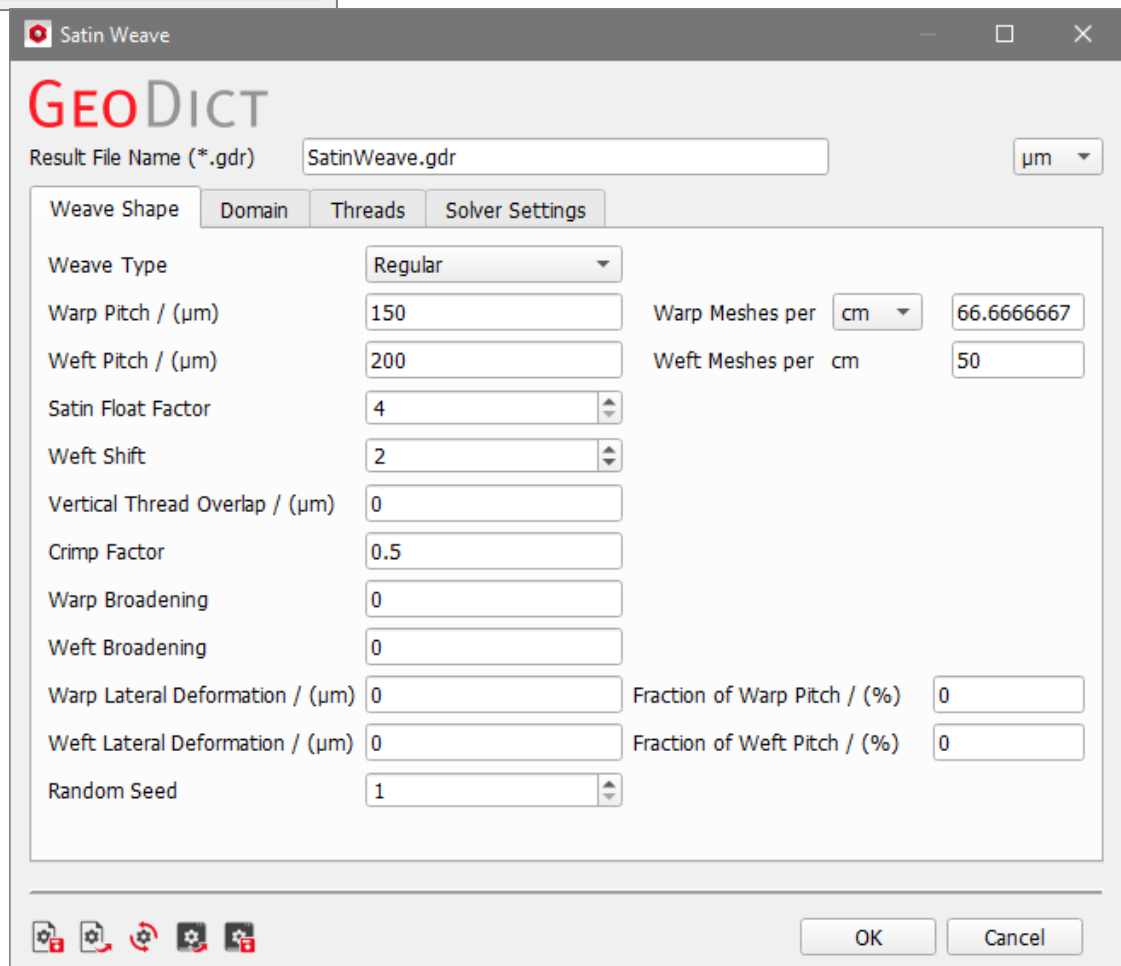 Satin Weave
GEODICT
Result File Name (*.gdr) SatinWeave.gdr µm
Weave Shape Domain Threads Solver Settings
Weave Type Regular
Warp Pitch / (µm) 150 Warp Meshes per cm 66.6666667
Weft Pitch / (µm) 200 Weft Meshes per cm 50
Satin Float Factor 4
Weft Shift 2
Vertical Thread Overlap / (µm) 0
Crimp Factor 0.5
Warp Broadening 0
Weft Broadening 0
Warp Lateral Deformation / (µm) 0 Fraction of Warp Pitch / (%) 0
Weft Lateral Deformation / (µm) 0 Fraction of Weft Pitch / (%) 0
Random Seed 1
OK Cancel